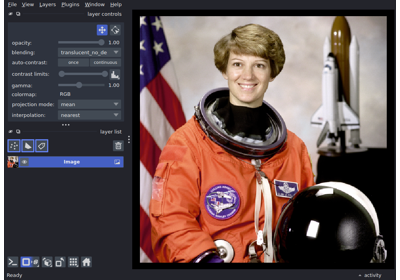 File View Layers Plugins Window Help
layer controls
opacity: 1.00
blending: translucent_no_de
auto-contrast: once continuous
contrast limits:
gamma: 1.00
colormap: RGB
projection mode: mean
interpolation: nearest
layer list
Image
Ready
activity